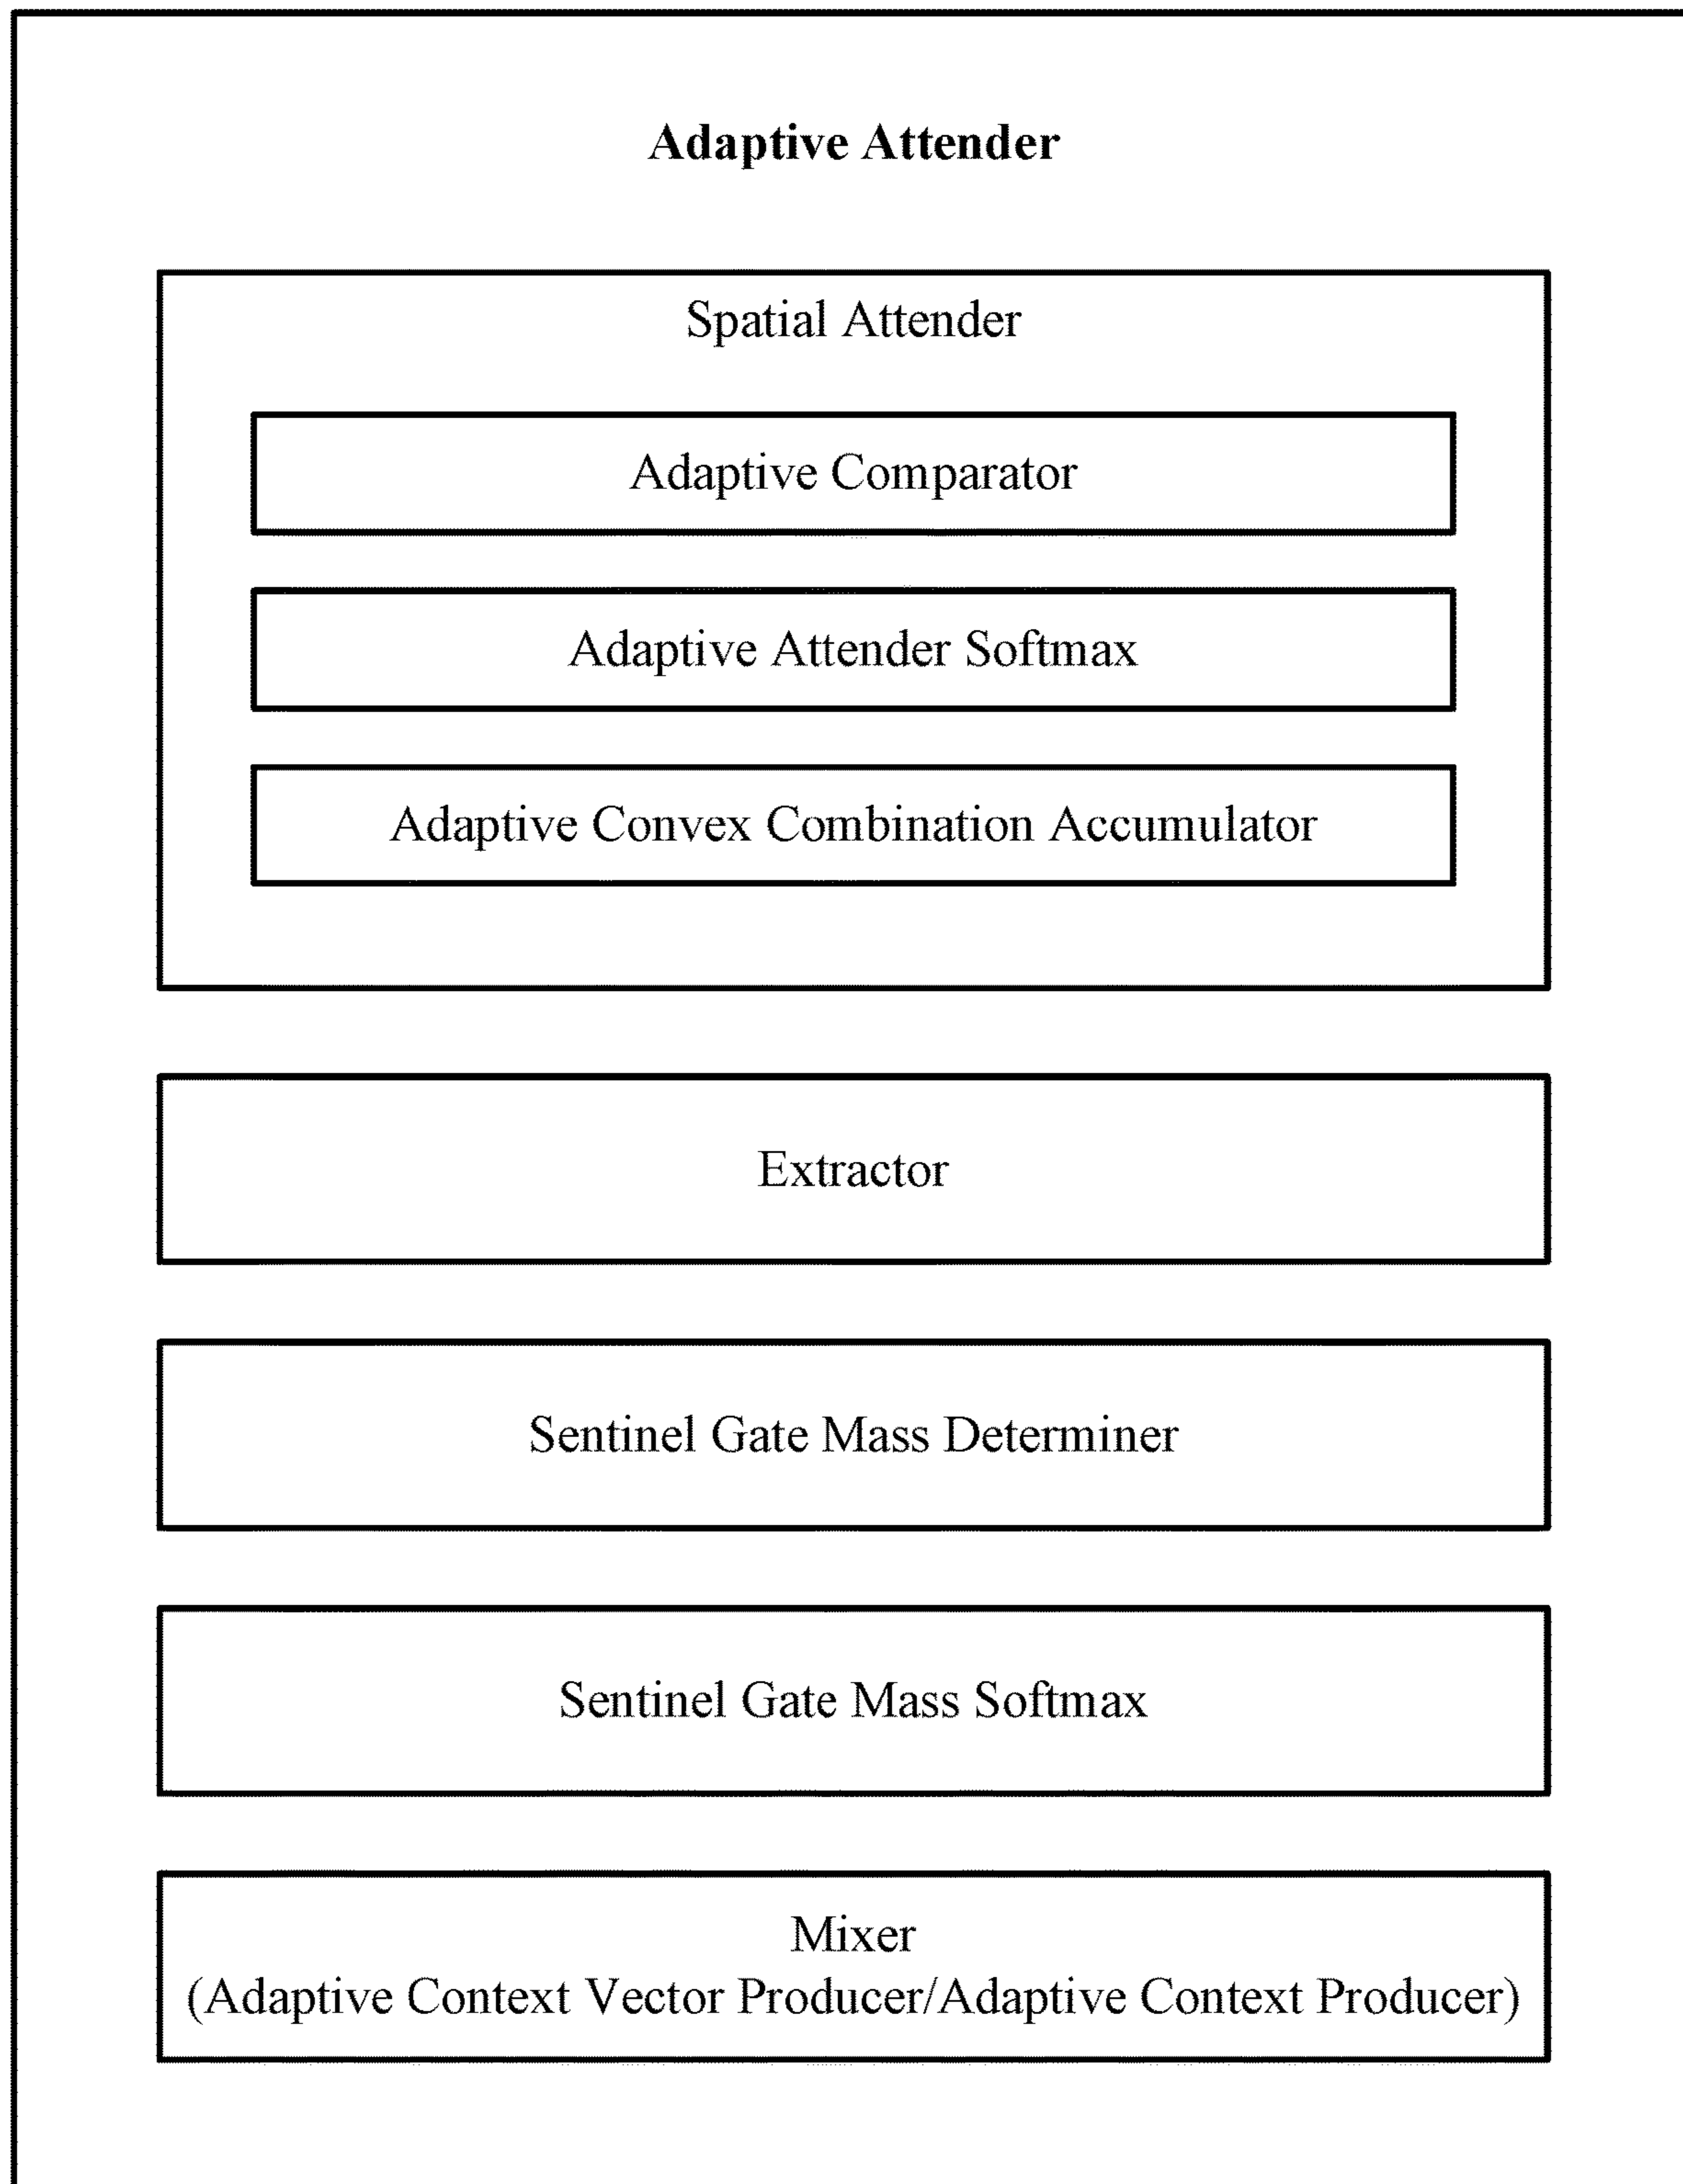 Adaptive Attender
Spatial Attender
Adaptive Comparator
Adaptive Attender Softmax
Adaptive Convex Combination Accumulator
Extractor
Sentinel Gate Mass Determiner
Sentinel Gate Mass Softmax
Mixer
(Adaptive Context Vector Producer/Adaptive Context Producer)